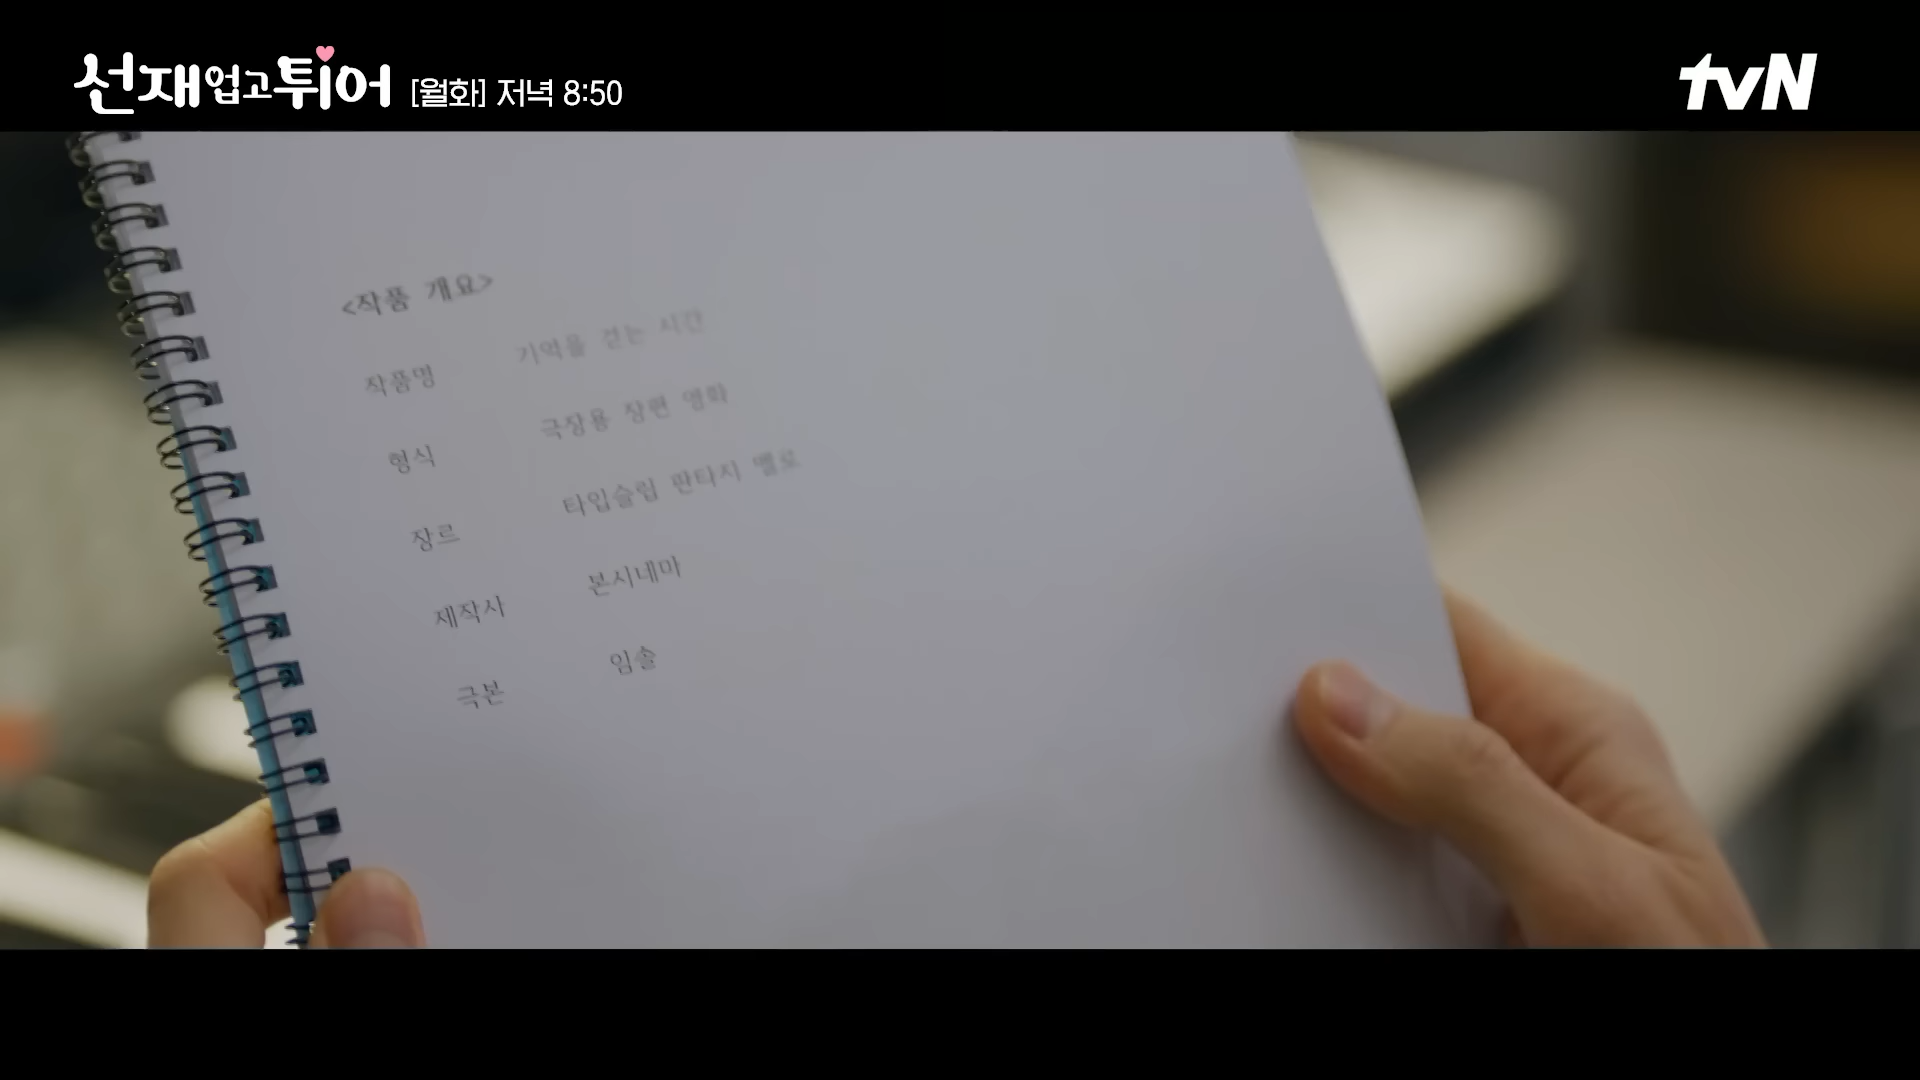 선재업고튀어 [월화] 저녁 8:50
tvN
<작품 개요>
작품명 기억을 걷는 시간
형식 극장용 장편 영화
장르 타임슬립 판타지 멜로
제작사 본시네마
극본 임솔